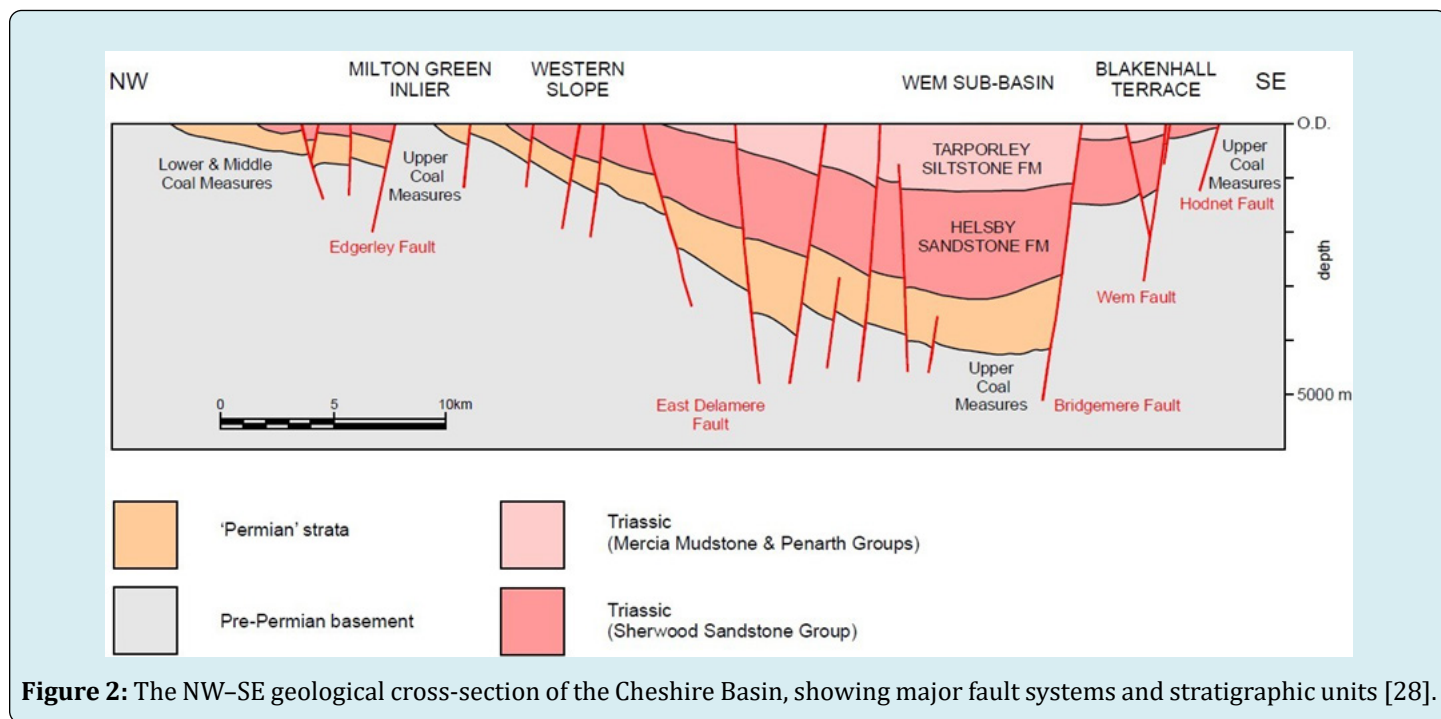 NW
MILTON GREEN
INLIER
WESTERN
SLOPE
WEM SUB-BASIN
BLAKENHALL
TERRACE
SE
O.D.
Lower & Middle
Coal Measures
Upper
Coal
Measures
TARPORLEY
SILTSTONE FM
Upper
Coal
Measures
Hodnet Fault
Edgerley Fault
HELSBY
SANDSTONE FM
depth
Wem Fault
0
5
10km
East Delamere
Fault
Upper
Coal
Measures
Bridgemere Fault
5000 m
'Permian' strata
Triassic
(Mercia Mudstone & Penarth Groups)
Pre-Permian basement
Triassic
(Sherwood Sandstone Group)
Figure 2: The NW–SE geological cross-section of the Cheshire Basin, showing major fault systems and stratigraphic units [28].